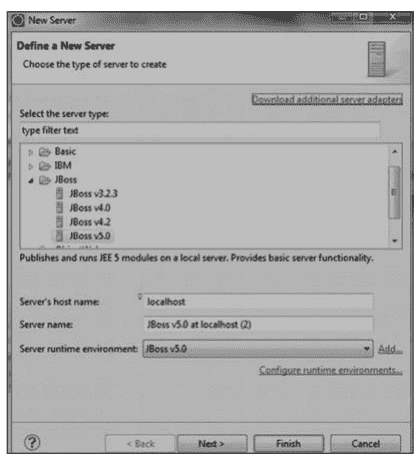 New Server
Define a New Server
Choose the type of server to create
Download additional server adapters
Select the server type:
type filter text
Basic
IBM
JBoss
JBoss v3.2.3
JBoss v4.0
JBoss v4.2
JBoss v5.0
Publishes and runs JEE 5 modules on a local server. Provides basic server functionality.
Server's host name: localhost
Server name: JBoss v5.0 at localhost (2)
Server runtime environment: JBoss v5.0 Add...
Configure runtime environments...
? < Back Next > Finish Cancel